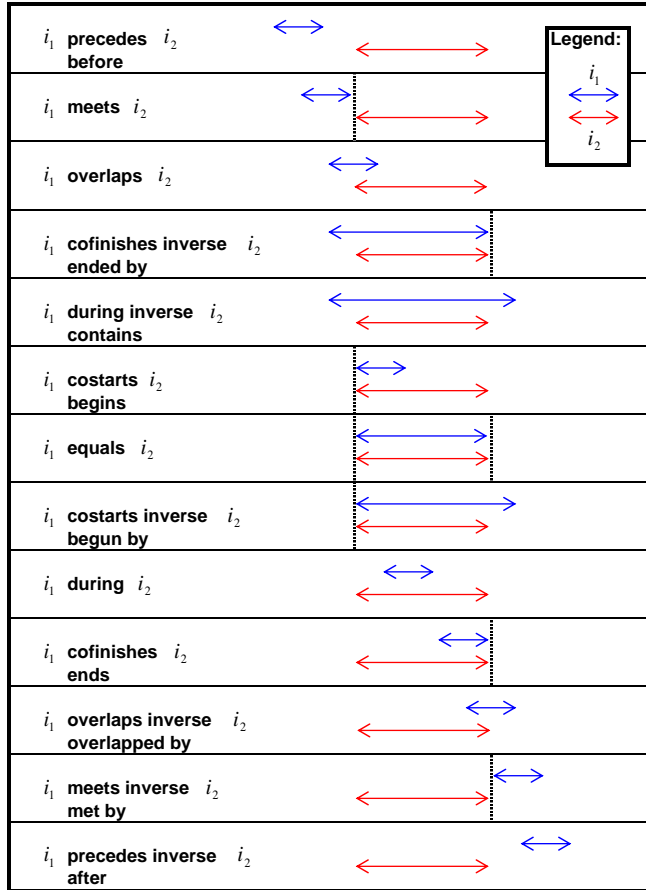 i₁ precedes i₂
before
Legend:
i₁
i₂
i₁ meets i₂
i₁ overlaps i₂
i₁ cofinishes inverse i₂
ended by
i₁ during inverse i₂
contains
i₁ costarts i₂
begins
i₁ equals i₂
i₁ costarts inverse i₂
begun by
i₁ during i₂
i₁ cofinishes i₂
ends
i₁ overlaps inverse i₂
overlapped by
i₁ meets inverse i₂
met by
i₁ precedes inverse i₂
after